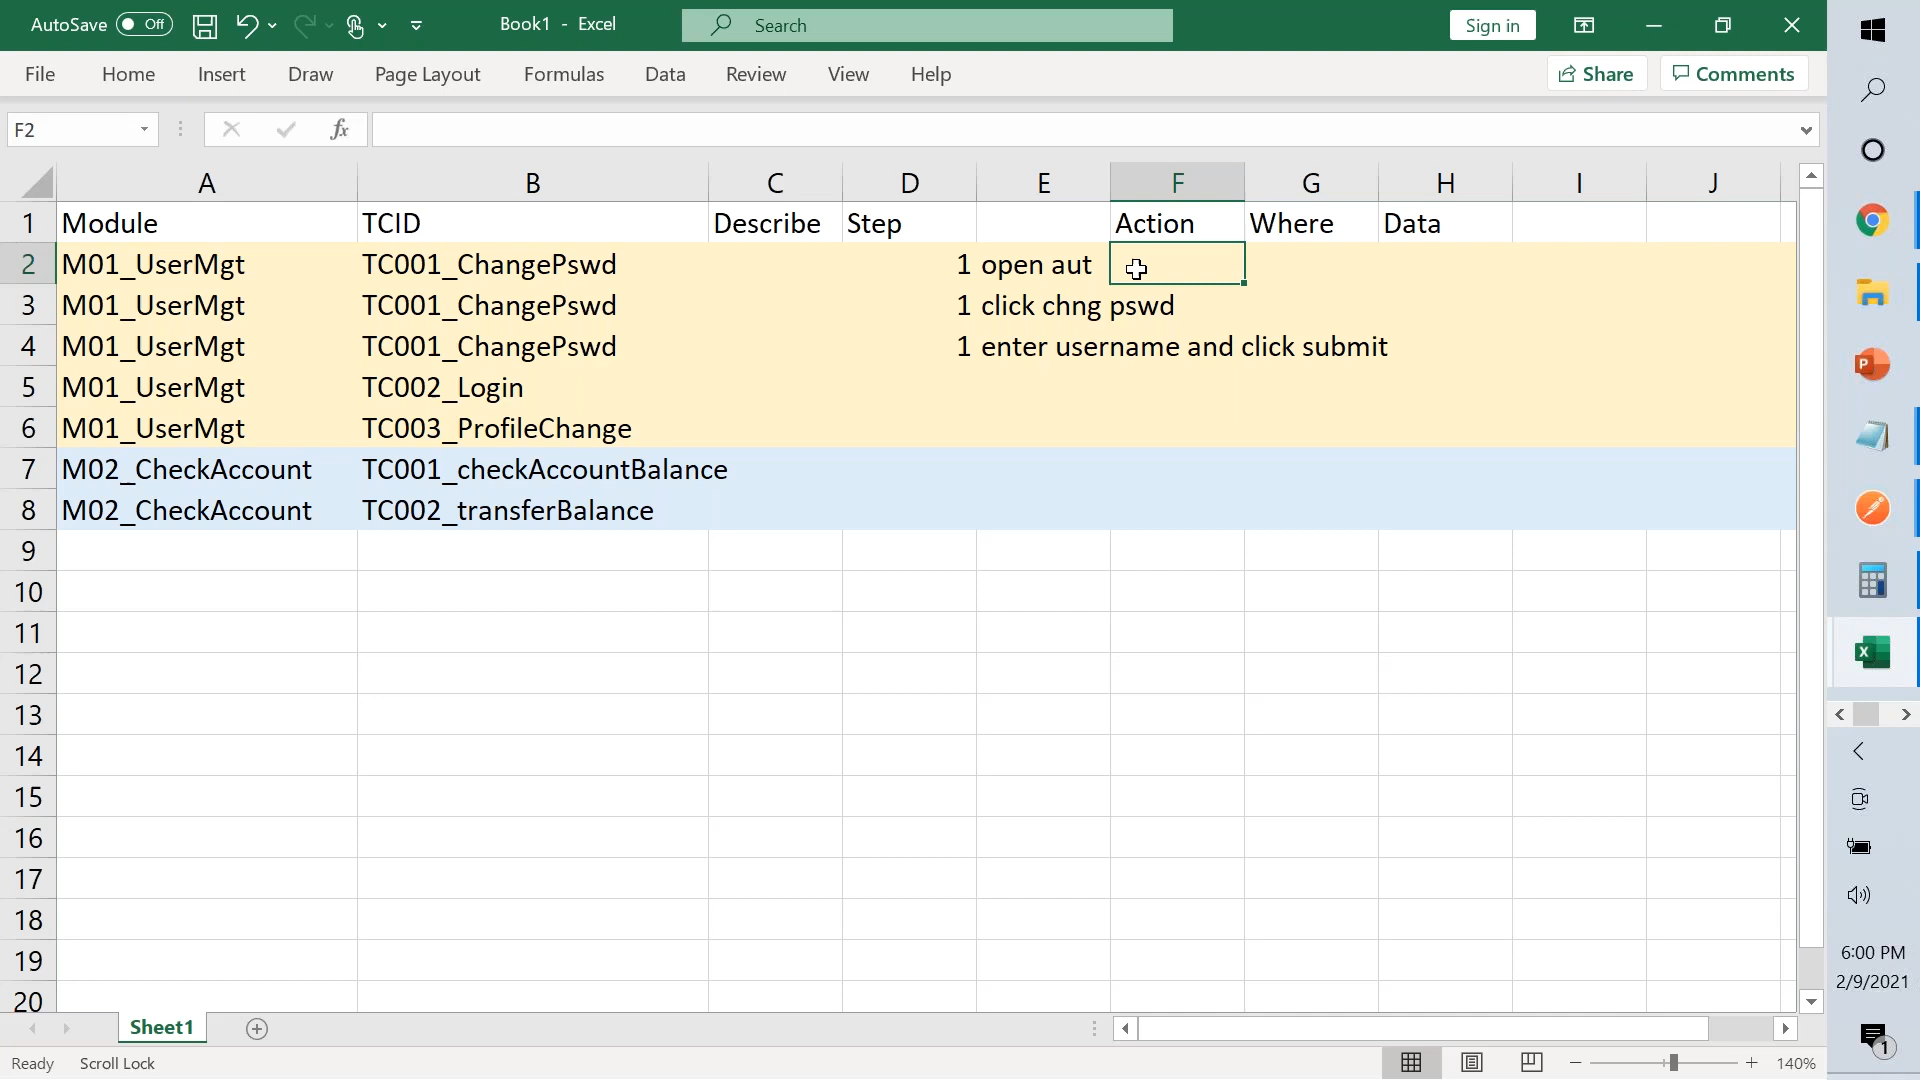 AutoSave Off Book1 - Excel Search Sign in
File Home Insert Draw Page Layout Formulas Data Review View Help Share Comments
F2 fx
A B C D E F G H I J
1 Module TCID Describe Step Action Where Data
2 M01_UserMgt TC001_ChangePswd 1 open aut
3 M01_UserMgt TC001_ChangePswd 1 click chng pswd
4 M01_UserMgt TC001_ChangePswd 1 enter username and click submit
5 M01_UserMgt TC002_Login
6 M01_UserMgt TC003_ProfileChange
7 M02_CheckAccount TC001_checkAccountBalance
8 M02_CheckAccount TC002_transferBalance
9
10
11
12
13
14
15
16
17
18
19
20
Sheet1
Ready Scroll Lock 140%
P
X
6:00 PM
2/9/2021
1